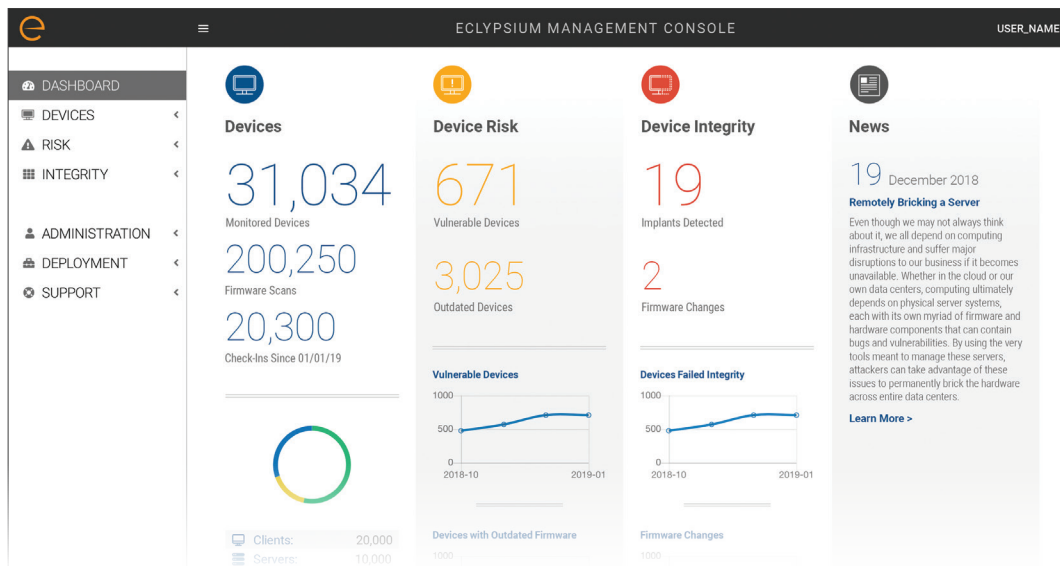 ECLYPSIUM MANAGEMENT CONSOLE
USER_NAME
DASHBOARD
DEVICES
RISK
INTEGRITY
ADMINISTRATION
DEPLOYMENT
SUPPORT
Devices
31,034
Monitored Devices
200,250
Firmware Scans
20,300
Check-Ins Since 01/01/19
Clients: 20,000
Servers: 10,000
Device Risk
671
Vulnerable Devices
3,025
Outdated Devices
Vulnerable Devices
1000
500
0
2018-10 2019-01
Devices with Outdated Firmware
1000
Device Integrity
19
Implants Detected
2
Firmware Changes
Devices Failed Integrity
1000
500
0
2018-10 2019-01
Firmware Changes
1000
News
19 December 2018
Remotely Bricking a Server
Even though we may not always think
about it, we all depend on computing
infrastructure and suffer major
disruptions to our business if it becomes
unavailable. Whether in the cloud or our
own data centers, computing ultimately
depends on physical server systems,
each with its own myriad of firmware and
hardware components that can contain
bugs and vulnerabilities. By using the very
tools meant to manage these servers,
attackers can take advantage of these
issues to permanently brick the hardware
across entire data centers.
Learn More >